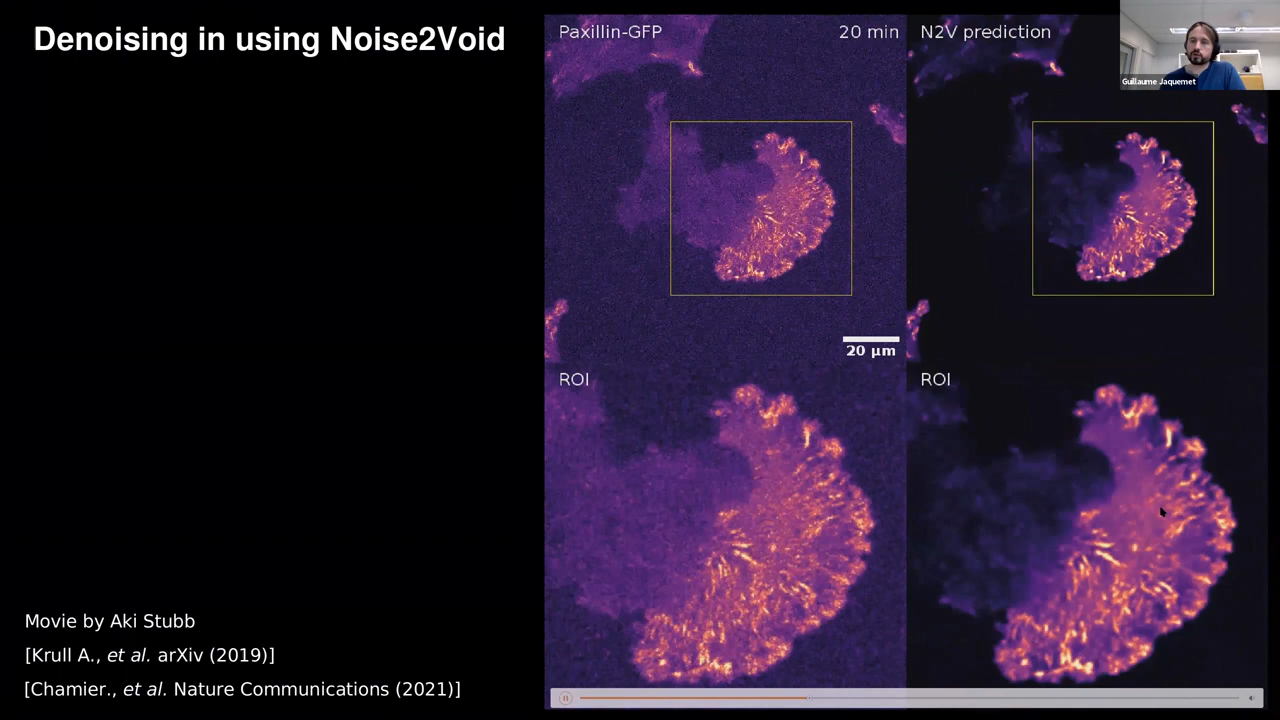 Denoising in using Noise2Void
Paxillin-GFP
20 min
N2V prediction
Guillaume Jaquemet
20 µm
ROI
ROI
Movie by Aki Stubb
[Krull A., et al. arXiv (2019)]
[Chamier., et al. Nature Communications (2021)]